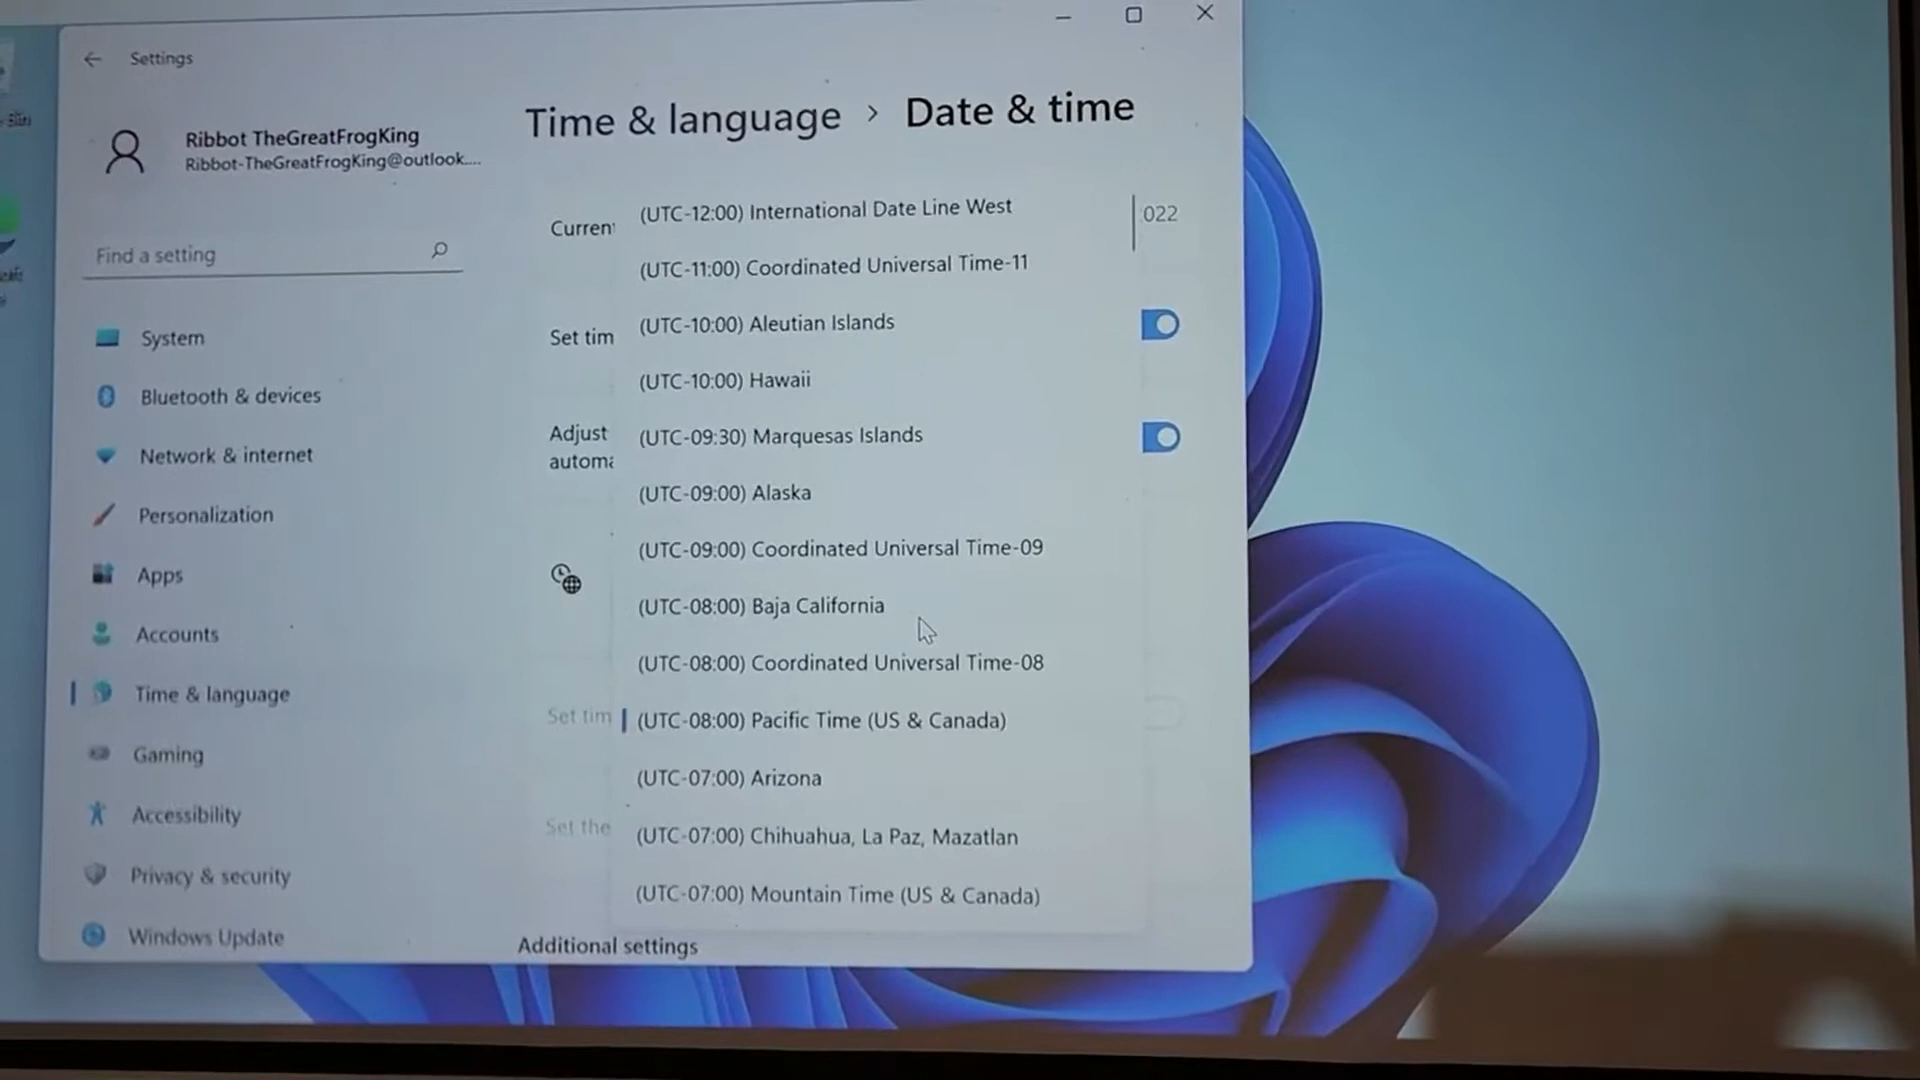 Settings
Ribbot TheGreatFrogKing
Ribbot-TheGreatFrogKing@outlook....
Find a setting
System
Bluetooth & devices
Network & internet
Personalization
Apps
Accounts
Time & language
Gaming
Accessibility
Privacy & security
Windows Update
Time & language > Date & time
Current
022
Set tim
Adjust
automa
Set tim
Set the
(UTC-12:00) International Date Line West
(UTC-11:00) Coordinated Universal Time-11
(UTC-10:00) Aleutian Islands
(UTC-10:00) Hawaii
(UTC-09:30) Marquesas Islands
(UTC-09:00) Alaska
(UTC-09:00) Coordinated Universal Time-09
(UTC-08:00) Baja California
(UTC-08:00) Coordinated Universal Time-08
(UTC-08:00) Pacific Time (US & Canada)
(UTC-07:00) Arizona
(UTC-07:00) Chihuahua, La Paz, Mazatlan
(UTC-07:00) Mountain Time (US & Canada)
Additional settings